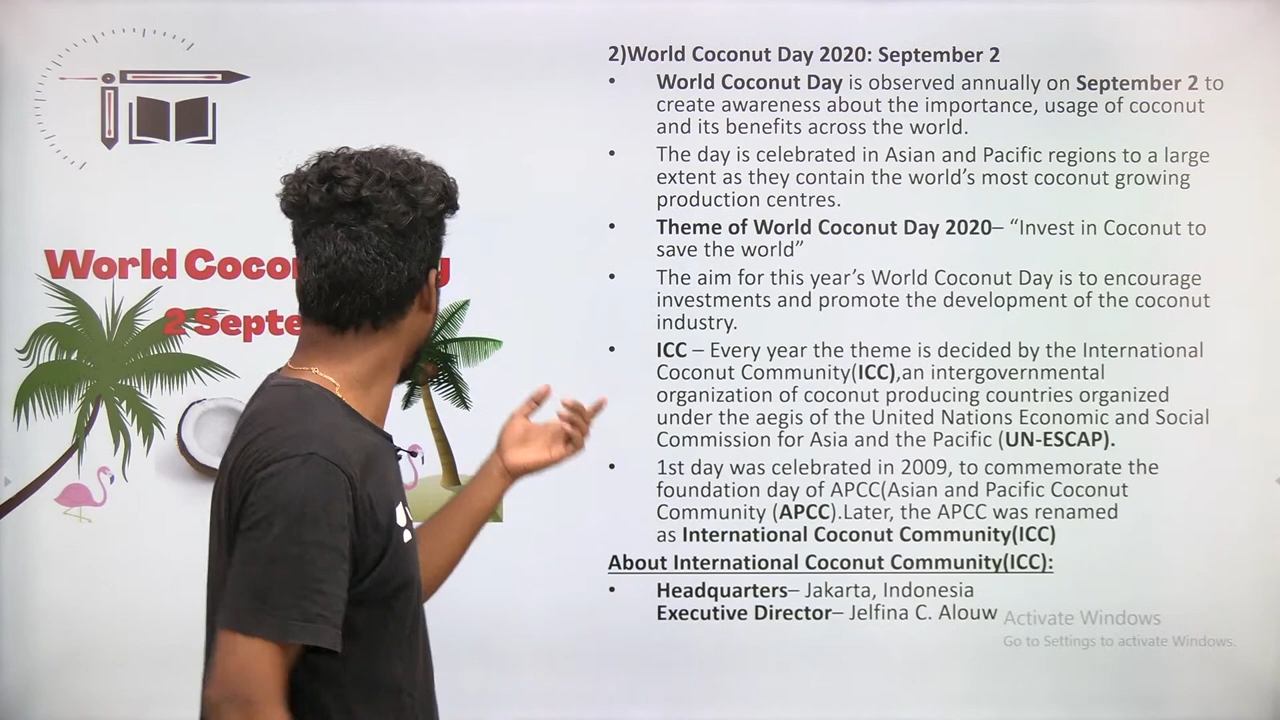 World Coco
2 Septe
2)World Coconut Day 2020: September 2
• World Coconut Day is observed annually on September 2 to
create awareness about the importance, usage of coconut
and its benefits across the world.
• The day is celebrated in Asian and Pacific regions to a large
extent as they contain the world's most coconut growing
production centres.
• Theme of World Coconut Day 2020– “Invest in Coconut to
save the world”
• The aim for this year's World Coconut Day is to encourage
investments and promote the development of the coconut
industry.
• ICC – Every year the theme is decided by the International
Coconut Community(ICC),an intergovernmental
organization of coconut producing countries organized
under the aegis of the United Nations Economic and Social
Commission for Asia and the Pacific (UN-ESCAP).
• 1st day was celebrated in 2009, to commemorate the
foundation day of APCC(Asian and Pacific Coconut
Community (APCC).Later, the APCC was renamed
as International Coconut Community(ICC)
About International Coconut Community(ICC):
• Headquarters– Jakarta, Indonesia
Executive Director– Jelfina C. Alouw
Activate Windows
Go to Settings to activate Windows.